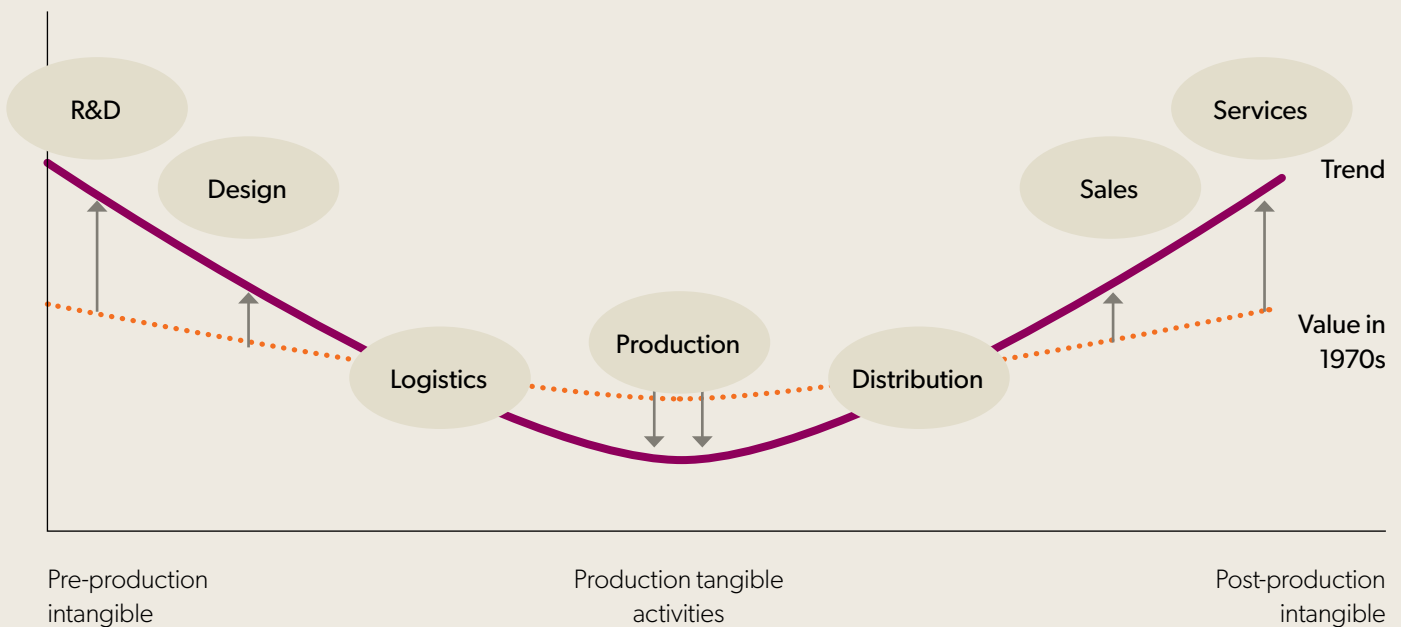 R&D
Design
Logistics
Production
Distribution
Sales
Services
Trend
Value in
1970s
Pre-production
intangible
Production tangible
activities
Post-production
intangible